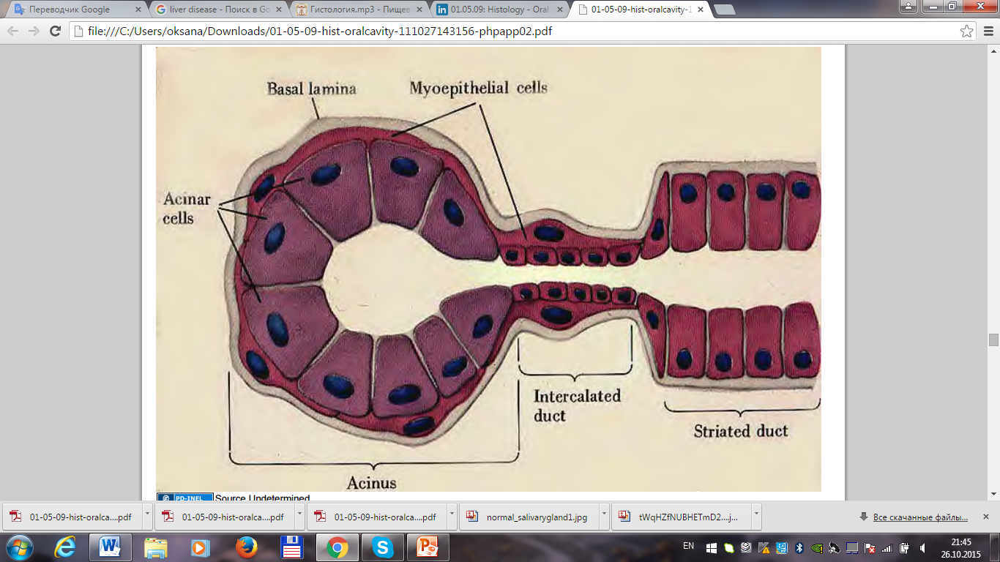 Переводчик Google
liver disease - Поиск в Go
Гистология.mp3 - Пищев
01.05.09: Histology - Oral
01-05-09-hist-oralcavity-1
file:///C:/Users/oksana/Downloads/01-05-09-hist-oralcavity-111027143156-phpapp02.pdf
Basal lamina
Myoepithelial cells
Acinar
cells
Intercalated
duct
Striated duct
Acinus
PD-INEL
Source Undetermined
01-05-09-hist-oralca....pdf
01-05-09-hist-oralca....pdf
01-05-09-hist-oralca....pdf
normal_salivarygland1.jpg
tWqHZfNUBHETmD2....j...
Все скачанные файлы...
EN
21:45
26.10.2015